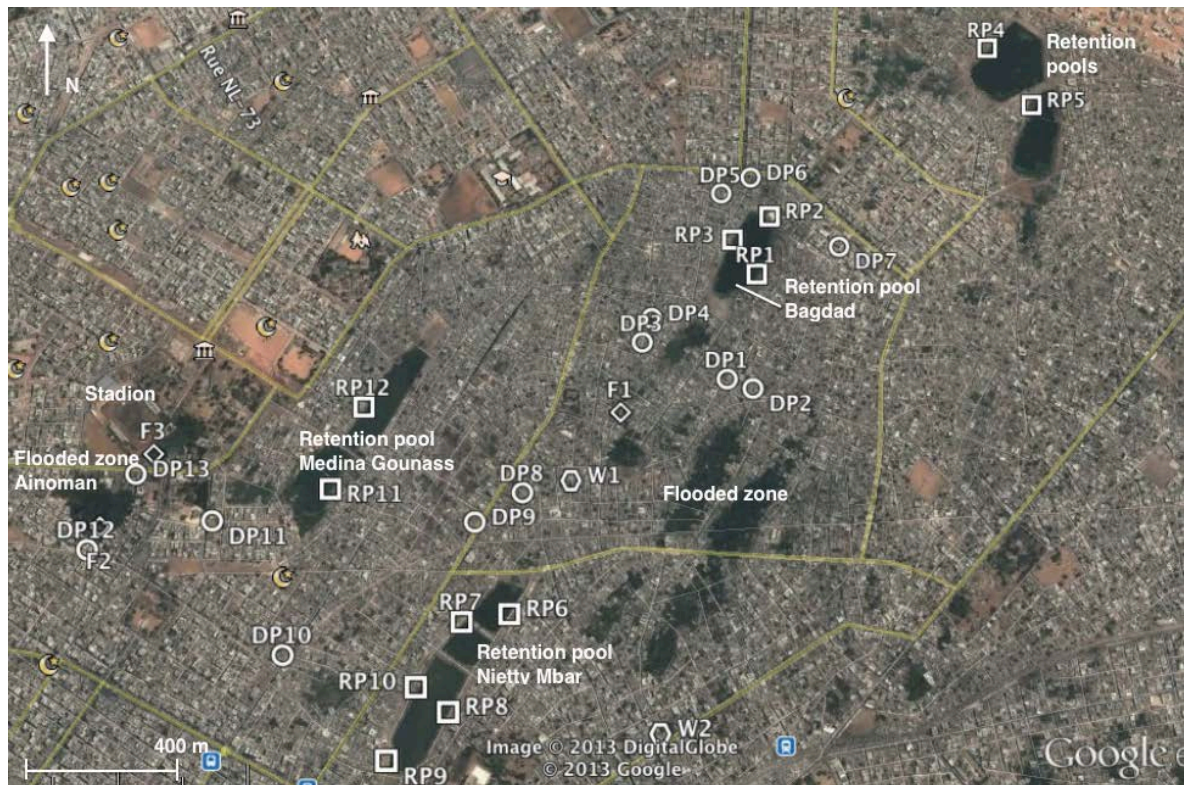 RP4
Retention
pools
N
Rue NL 73
RP5
DP5
DP6
RP2
RP3
DP7
RP1
Retention pool
Bagdad
DP4
DP3
DP1
DP2
Stadion
RP12
F1
F3
Retention pool
Medina Gounass
Flooded zone
Ainoman
DP13
DP8
W1
RP11
Flooded zone
DP9
DP12
DP11
F2
RP7
RP6
DP10
Retention pool
Niettv Mbar
RP10
RP8
W2
400 m
Image © 2013 DigitalGlobe
© 2013 Google
RP9
Google e